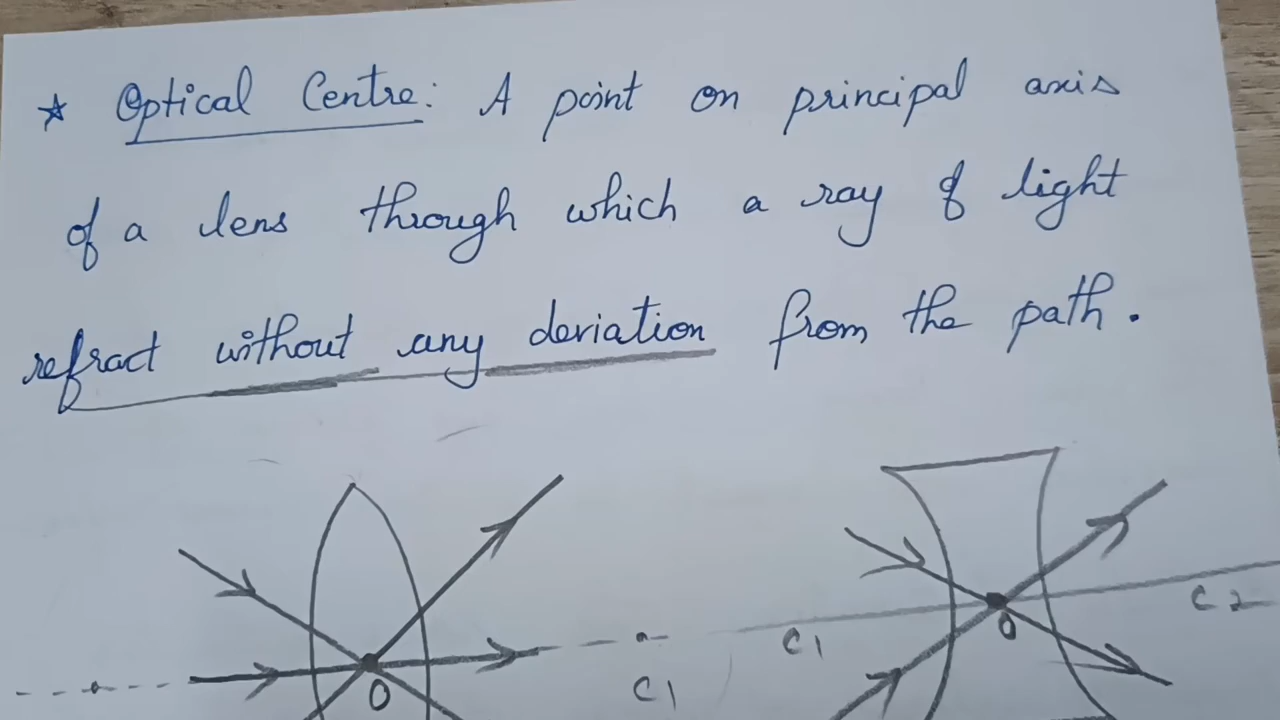 ☆ Optical Centre: A point on principal axis
of a lens through which a ray of light
refract without any deviation from the path.
C1 O C2
O C1